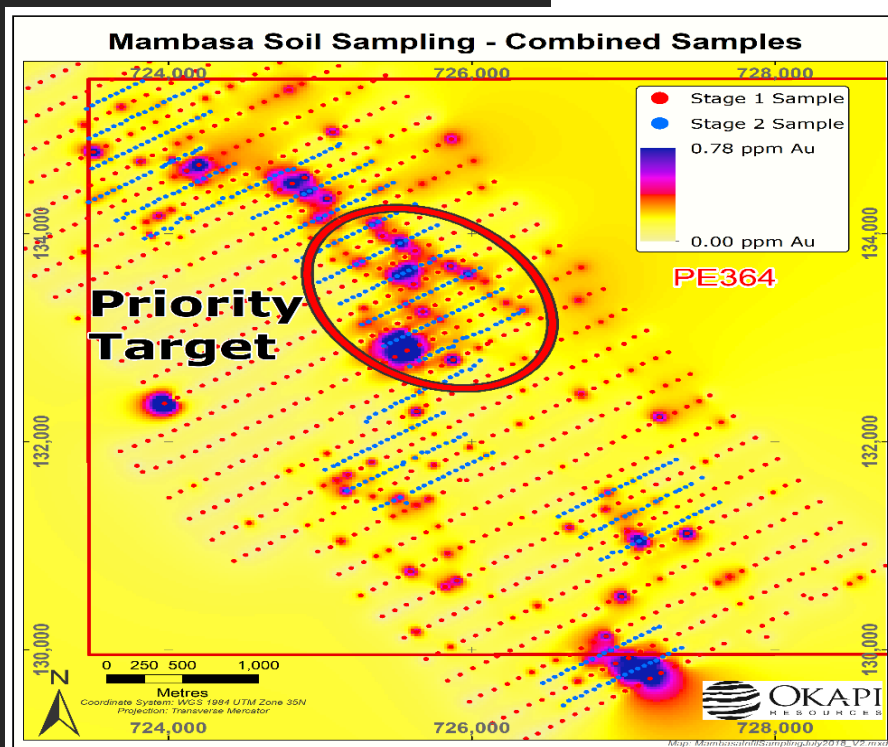 Mambasa Soil Sampling - Combined Samples
724,000
726,000
728,000
Stage 1 Sample
Stage 2 Sample
0.78 ppm Au
0.00 ppm Au
134,000
134,000
PE364
Priority
Target
132,000
132,000
130,000
130,000
0 250 500 1,000
Metres
N
Coordinate System: WGS 1984 UTM Zone 35N
Projection: Transverse Mercator
OKAPI
RESOURCES
724,000
726,000
728,000
Map: MambasaInfillSamplingJuly2018_V2.mxd